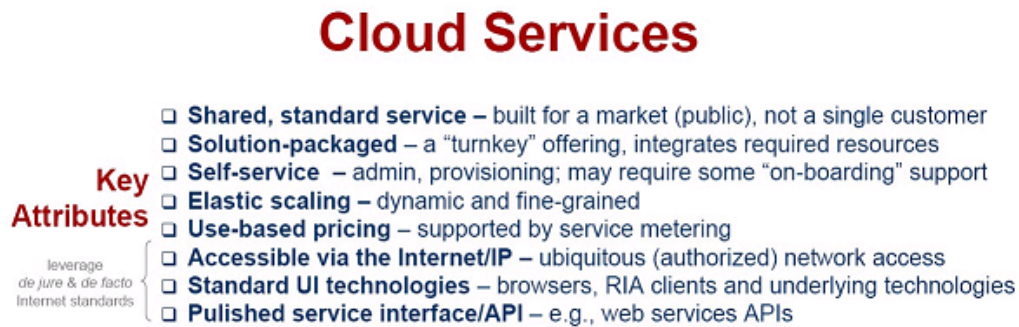 Cloud Services
Key
Attributes
❑ Shared, standard service – built for a market (public), not a single customer
❑ Solution-packaged – a “turnkey” offering, integrates required resources
❑ Self-service – admin, provisioning; may require some “on-boarding” support
❑ Elastic scaling – dynamic and fine-grained
❑ Use-based pricing – supported by service metering
❑ Accessible via the Internet/IP – ubiquitous (authorized) network access
❑ Standard UI technologies – browsers, RIA clients and underlying technologies
❑ Pulished service interface/API – e.g., web services APIs
leverage
de jure & de facto
Internet standards